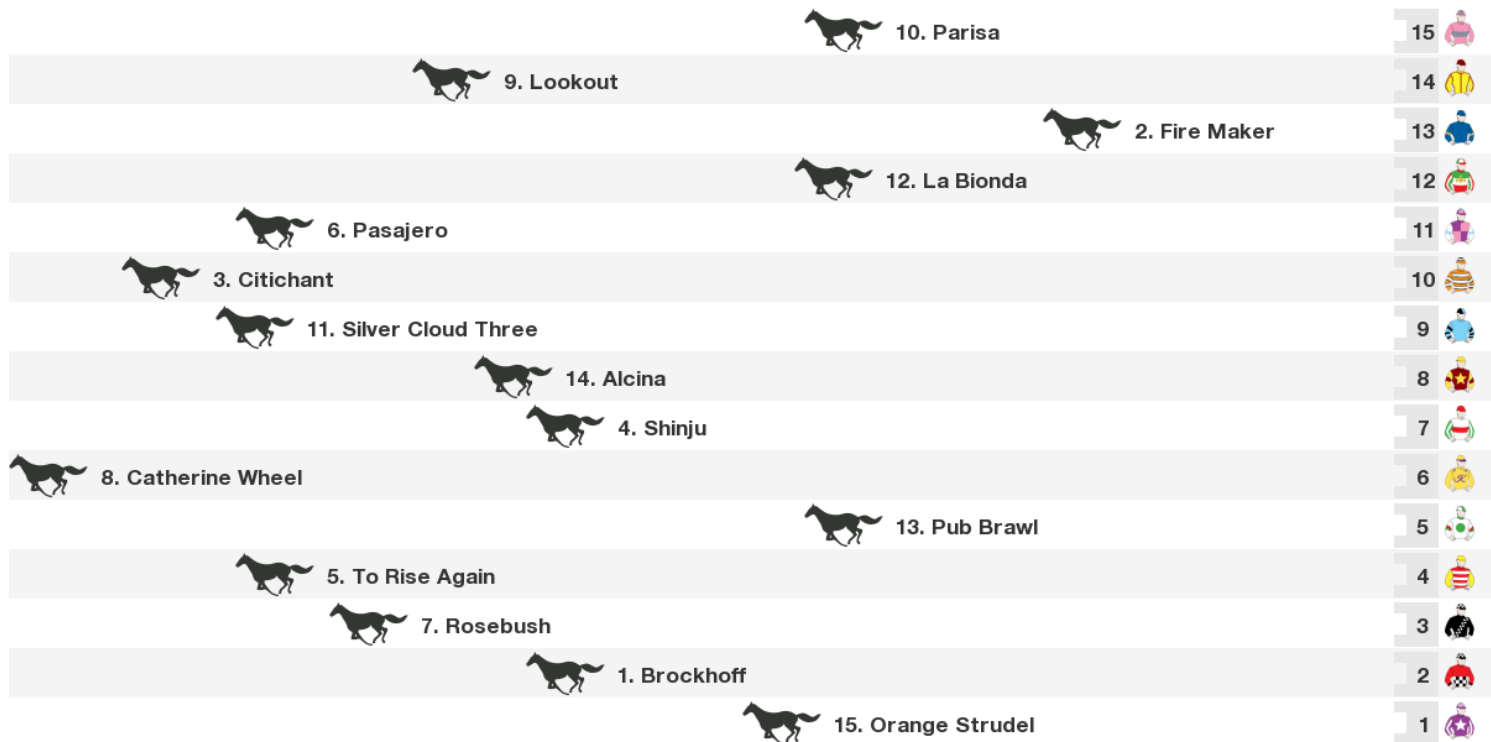 10. Parisa 15
9. Lookout 14
2. Fire Maker 13
12. La Bionda 12
6. Pasajero 11
3. Citichant 10
11. Silver Cloud Three 9
14. Alcina 8
4. Shinju 7
8. Catherine Wheel 6
13. Pub Brawl 5
5. To Rise Again 4
7. Rosebush 3
1. Brockhoff 2
15. Orange Strudel 1